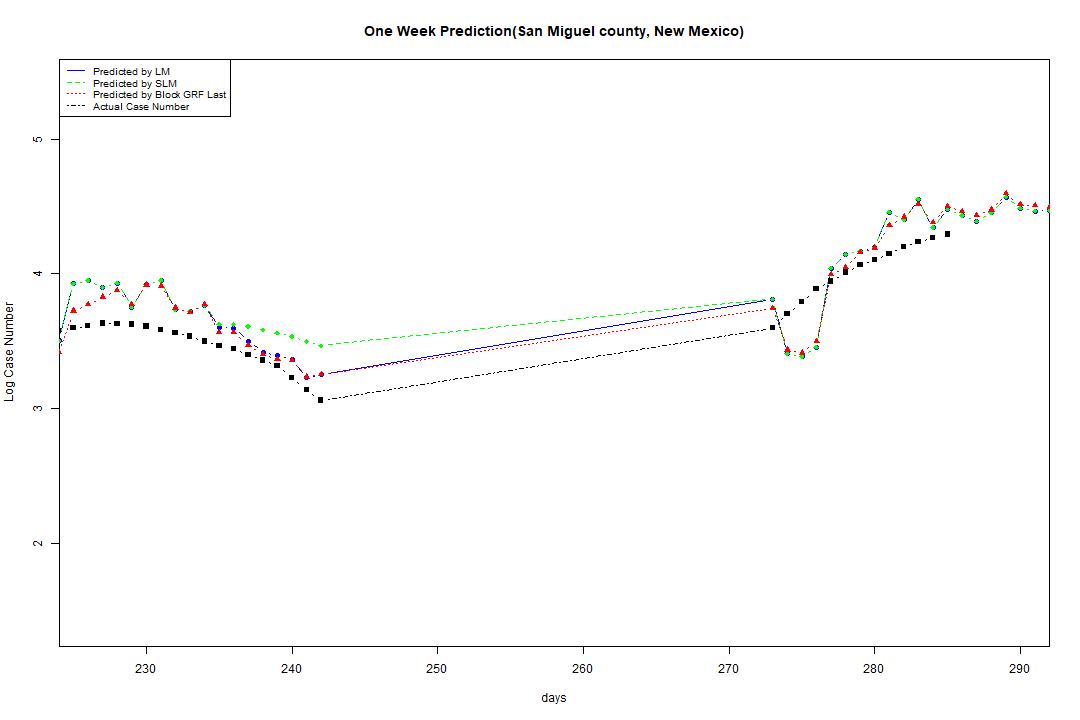 One Week Prediction(San Miguel county, New Mexico)
Predicted by LM
Predicted by SLM
Predicted by Block GRF Last
Actual Case Number
5
4
3
2
Log Case Number
230 240 250 260 270 280 290
days